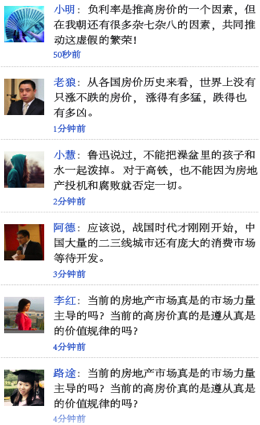 小明：负利率是推高房价的一个因素，但
在我朝还有很多杂七杂八的因素，共同推
动这虚假的繁荣！
50秒前
老狼：从各国房价历史来看，世界上没有
只涨不跌的房价， 涨得有多猛，跌得也
有多凶。
1分钟前
小慧：鲁迅说过，不能把澡盆里的孩子和
水一起泼掉。 对于高铁，也不能因为房地
产投机和腐败就否定一切。
2分钟前
阿德：应该说，战国时代才刚刚开始，中
国大量的二三线城市还有庞大的消费市场
等待开发。
3分钟前
李红：当前的房地产市场真是的市场力量
主导的吗？当前的高房价真的是遵从真是
的价值规律的吗？
4分钟前
路途：当前的房地产市场真是的市场力量
主导的吗？当前的高房价真的是遵从真是
的价值规律的吗？
4分钟前